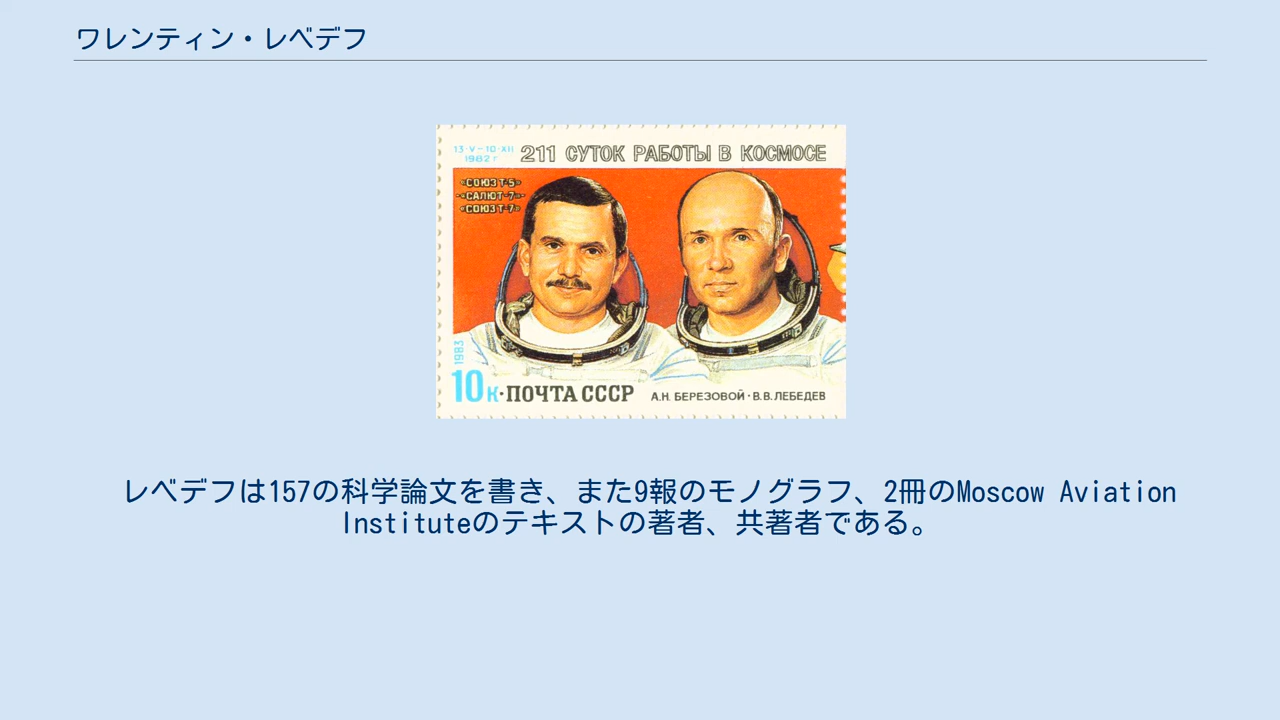 ワレンティン・レベデフ
13·V–10·XII
1982 г
211 СУТОК РАБОТЫ В КОСМОСЕ
«СОЮЗ Т-5»
-«САЛЮТ-7»-
«СОЮЗ Т-7»
1983
10к·ПОЧТА СССР
А.Н. БЕРЕЗОВОЙ·В.В. ЛЕБЕДЕВ
レベデフは157の科学論文を書き、また9報のモノグラフ、2冊のMoscow Aviation
Instituteのテキストの著者、共著者である。